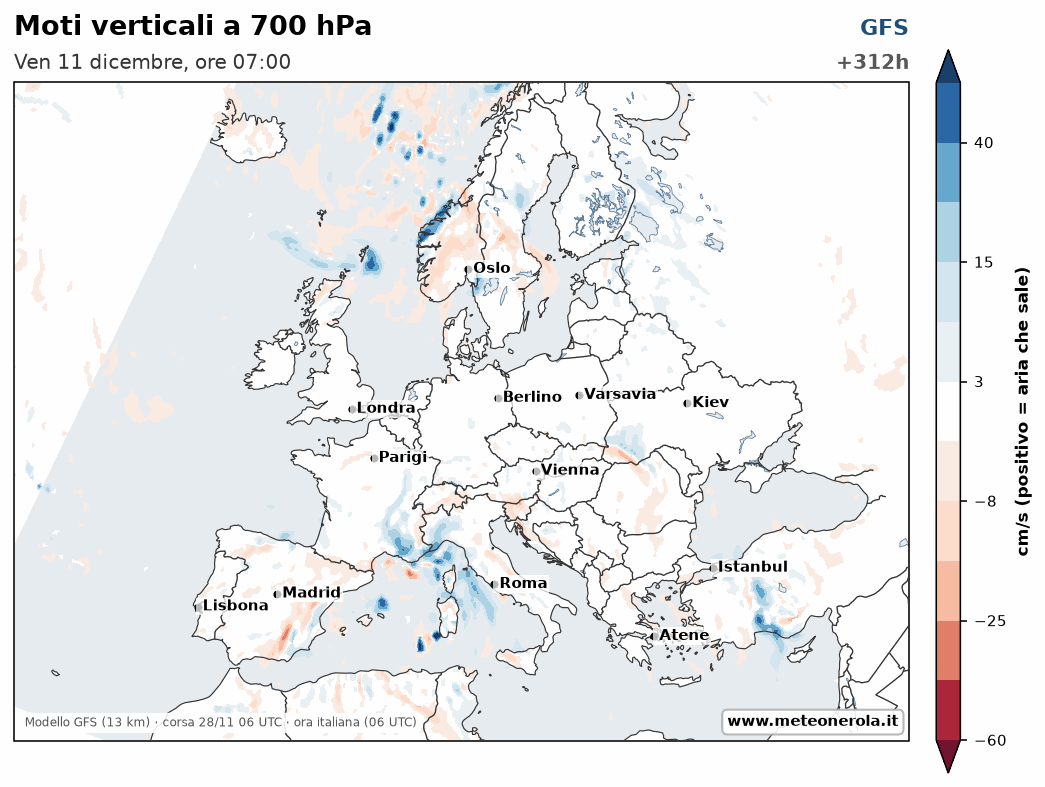 Moti verticali a 700 hPa
GFS
Ven 11 dicembre, ore 07:00
+312h
40
15
3
−8
−25
−60
cm/s (positivo = aria che sale)
Oslo
Berlino
Varsavia
Kiev
Londra
Parigi
Vienna
Istanbul
Roma
Madrid
Lisbona
Atene
Modello GFS (13 km) · corsa 28/11 06 UTC · ora italiana (06 UTC)
www.meteonerola.it